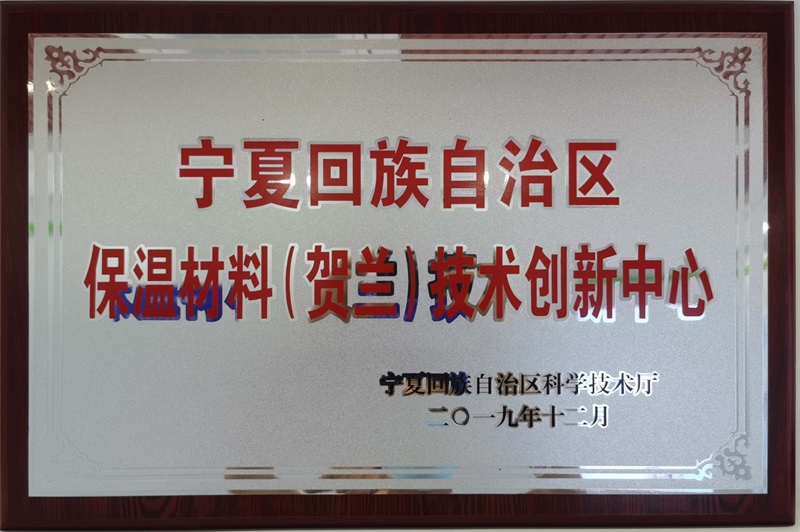 宁夏回族自治区
保温材料（贺兰）技术创新中心
宁夏回族自治区科学技术厅
二〇一九年十二月